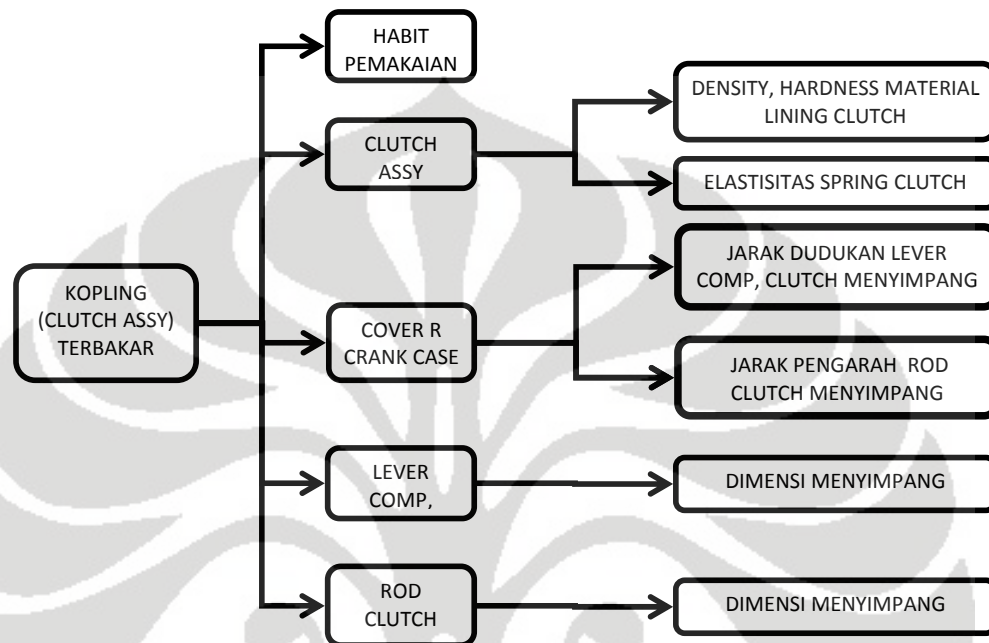 HABIT
PEMAKAIAN
DENSITY, HARDNESS MATERIAL
LINING CLUTCH
CLUTCH
ASSY
ELASTISITAS SPRING CLUTCH
JARAK DUDUKAN LEVER
COMP, CLUTCH MENYIMPANG
KOPLING
(CLUTCH ASSY)
TERBAKAR
COVER R
CRANK CASE
JARAK PENGARAH ROD
CLUTCH MENYIMPANG
LEVER
COMP,
DIMENSI MENYIMPANG
ROD
CLUTCH
DIMENSI MENYIMPANG